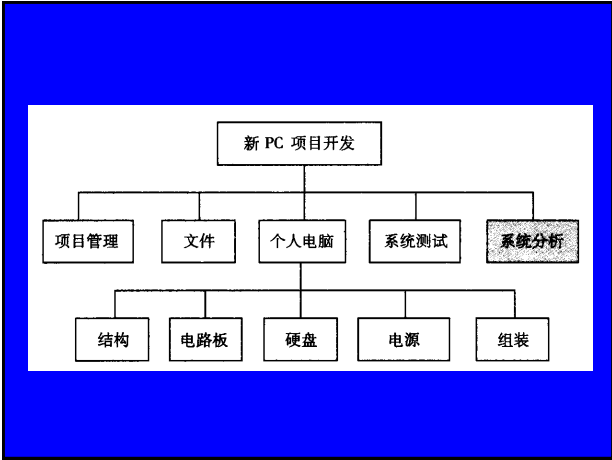 新 PC 项目开发
项目管理
文件
个人电脑
系统测试
系统分析
结构
电路板
硬盘
电源
组装